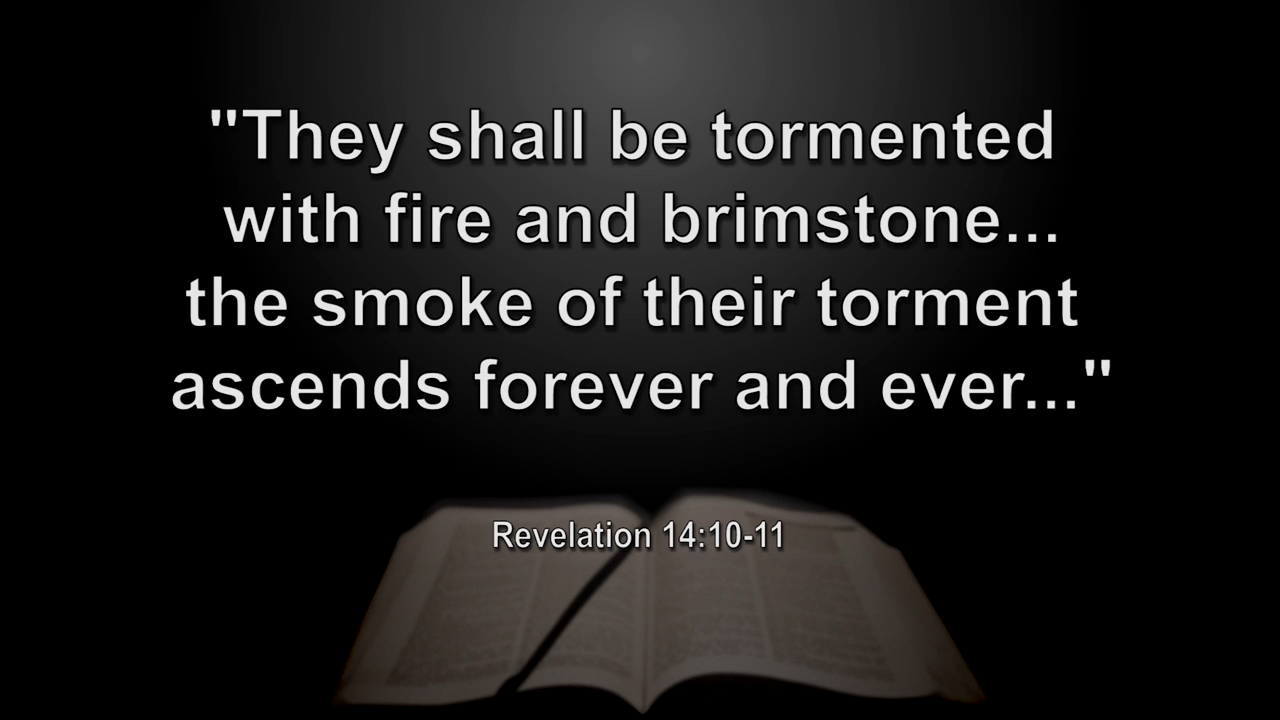 "They shall be tormented
with fire and brimstone...
the smoke of their torment
ascends forever and ever..."
Revelation 14:10-11